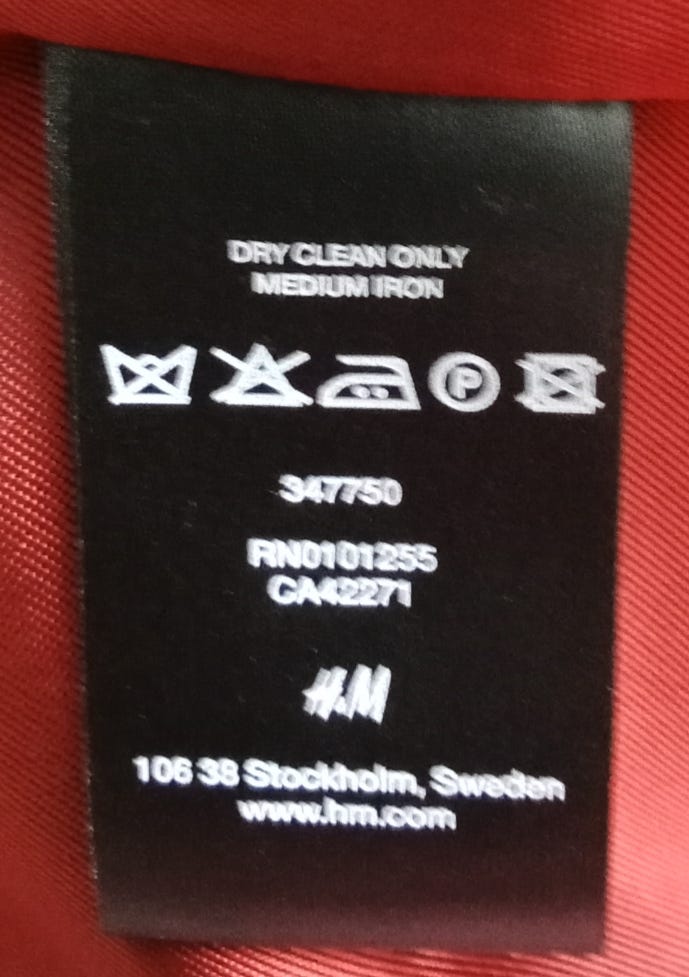 DRY CLEAN ONLY
MEDIUM IRON
P
347750
RN0101255
CA42271
H&M
106 38 Stockholm, Sweden
www.hm.com